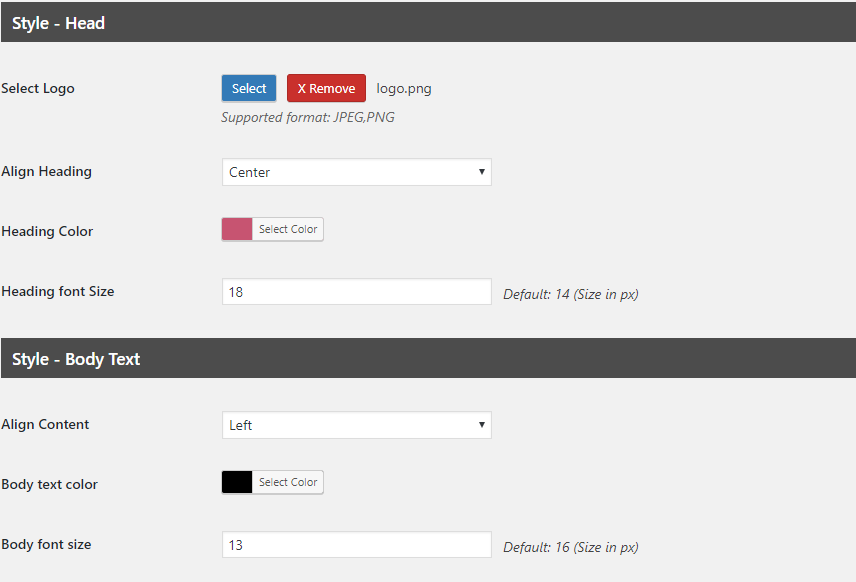 Style - Head
Select Logo Select X Remove logo.png
Supported format: JPEG,PNG
Align Heading Center
Heading Color Select Color
Heading font Size 18 Default: 14 (Size in px)
Style - Body Text
Align Content Left
Body text color Select Color
Body font size 13 Default: 16 (Size in px)